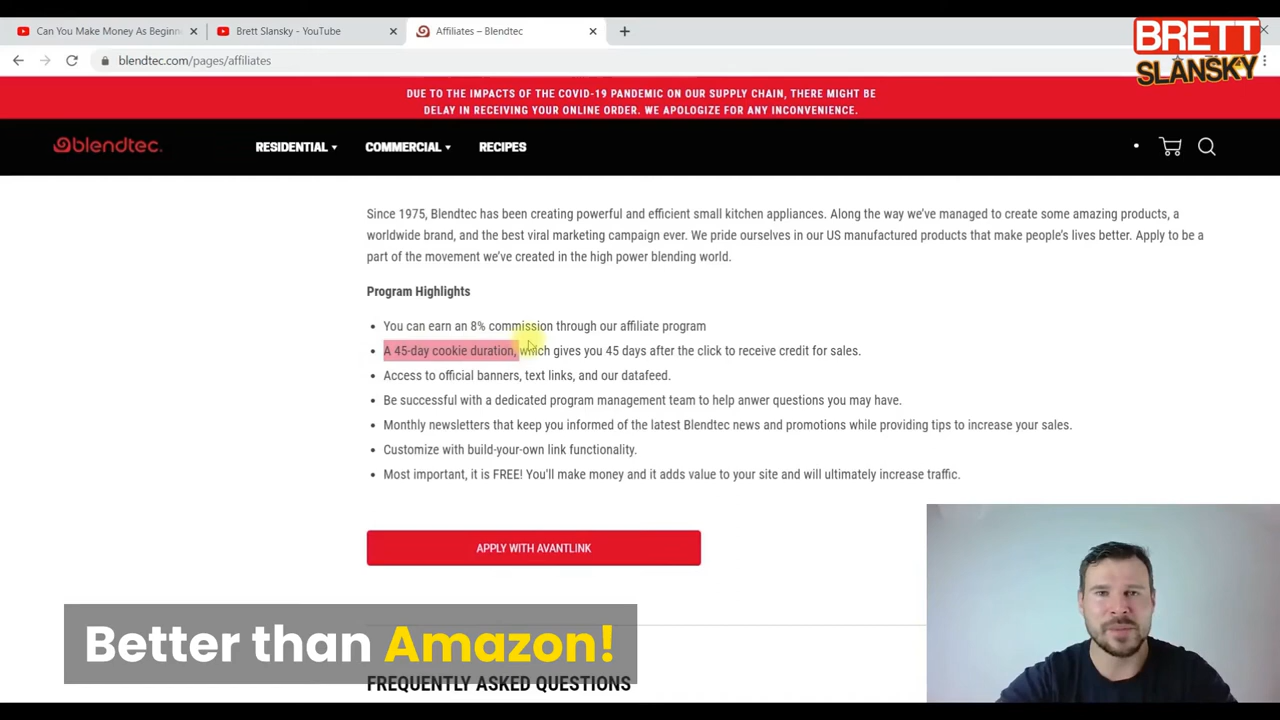 Can You Make Money As Beginn
Brett Slansky - YouTube
Affiliates – Blendtec
BRETT
SLANSKY
blendtec.com/pages/affiliates
DUE TO THE IMPACTS OF THE COVID-19 PANDEMIC ON OUR SUPPLY CHAIN, THERE MIGHT BE
DELAY IN RECEIVING YOUR ONLINE ORDER. WE APOLOGIZE FOR ANY INCONVENIENCE.
blendtec.
RESIDENTIAL
COMMERCIAL
RECIPES
Since 1975, Blendtec has been creating powerful and efficient small kitchen appliances. Along the way we've managed to create some amazing products, a
worldwide brand, and the best viral marketing campaign ever. We pride ourselves in our US manufactured products that make people's lives better. Apply to be a
part of the movement we've created in the high power blending world.
Program Highlights
• You can earn an 8% commission through our affiliate program
• A 45-day cookie duration, which gives you 45 days after the click to receive credit for sales.
• Access to official banners, text links, and our datafeed.
• Be successful with a dedicated program management team to help anwer questions you may have.
• Monthly newsletters that keep you informed of the latest Blendtec news and promotions while providing tips to increase your sales.
• Customize with build-your-own link functionality.
• Most important, it is FREE! You'll make money and it adds value to your site and will ultimately increase traffic.
APPLY WITH AVANTLINK
Better than Amazon!
FREQUENTLY ASKED QUESTIONS